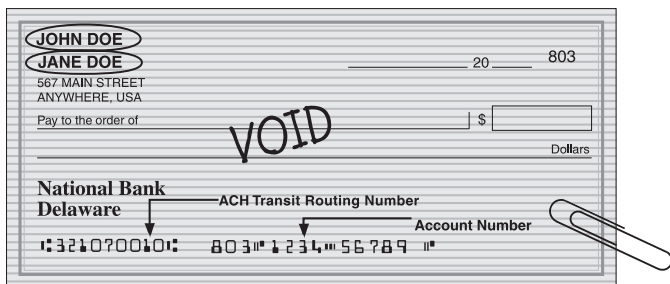 JOHN DOE
JANE DOE
567 MAIN STREET
ANYWHERE, USA
20 803
Pay to the order of $
VOID
Dollars
National Bank
Delaware
ACH Transit Routing Number
Account Number
⑆321070010⑆ 803⑈1234⑉56789 ⑈